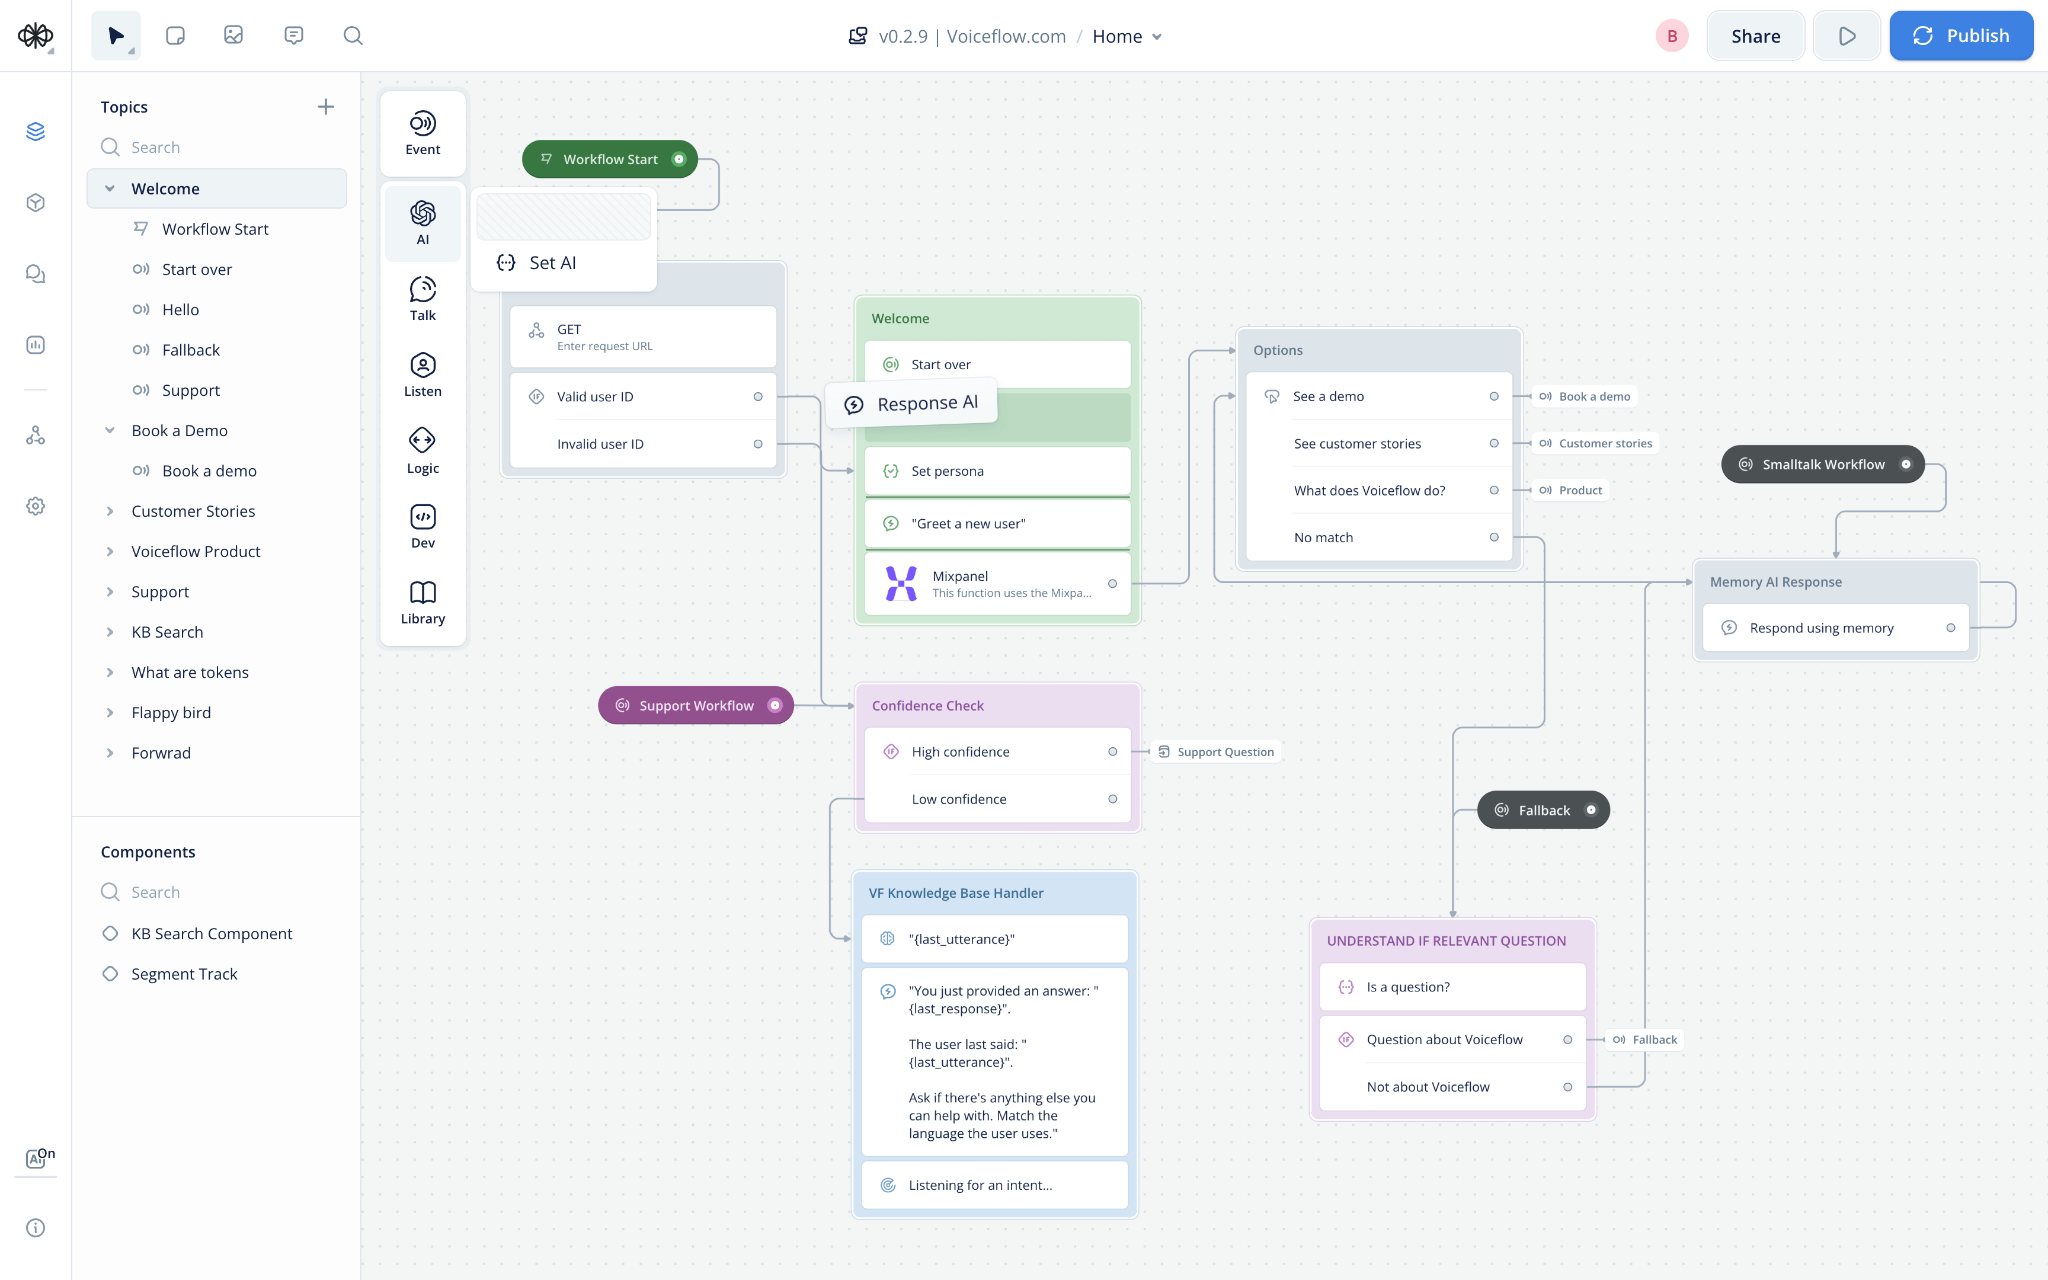 v0.2.9 | Voiceflow.com / Home
B
Share
Publish
Topics
Search
Welcome
Workflow Start
Start over
Hello
Fallback
Support
Book a Demo
Book a demo
Customer Stories
Voiceflow Product
Support
KB Search
What are tokens
Flappy bird
Forwrad
Components
Search
KB Search Component
Segment Track
AI On
Event
AI
Talk
Listen
Logic
Dev
Library
Set AI
Workflow Start
GET
Enter request URL
IF Valid user ID
Invalid user ID
Welcome
Start over
Response AI
Set persona
"Greet a new user"
Mixpanel
This function uses the Mixpa...
Options
See a demo
See customer stories
What does Voiceflow do?
No match
Book a demo
Customer stories
Product
Smalltalk Workflow
Memory AI Response
Respond using memory
Support Workflow
Confidence Check
IF High confidence
Low confidence
Support Question
VF Knowledge Base Handler
"{last_utterance}"
"You just provided an answer: "
{last_response}".
The user last said: "
{last_utterance}".
Ask if there's anything else you
can help with. Match the
language the user uses."
Listening for an intent...
Fallback
UNDERSTAND IF RELEVANT QUESTION
Is a question?
IF Question about Voiceflow
Not about Voiceflow
Fallback